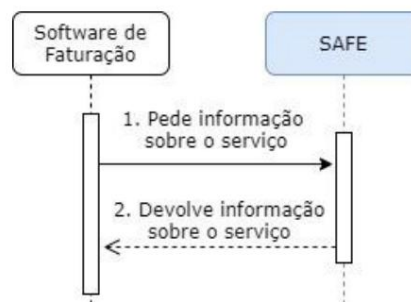 Software de
Faturação
SAFE
1. Pede informação
sobre o serviço
2. Devolve informação
sobre o serviço